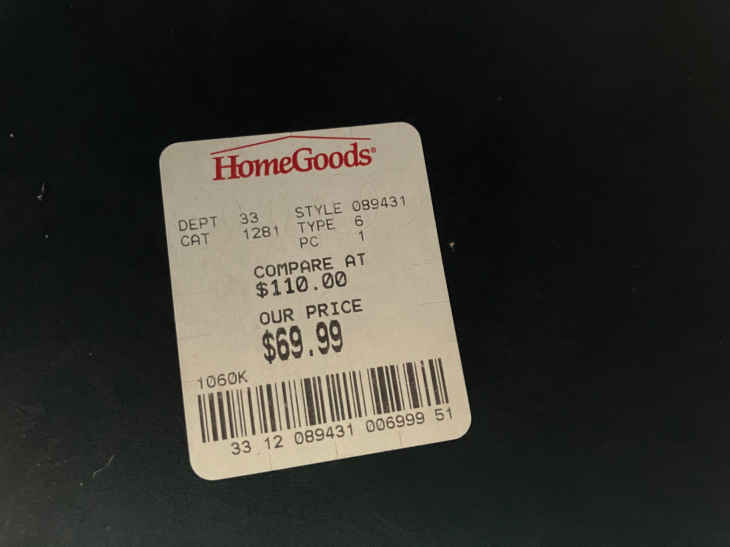 HomeGoods®
DEPT 33 STYLE 089431
CAT 1281 TYPE 6
PC 1
COMPARE AT
$110.00
OUR PRICE
$69.99
1060K
33 12 089431 006999 51